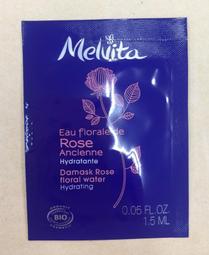 Melvita
Eau florale de
Rose
Ancienne
Hydratante
Damask Rose
floral water
Hydrating
BIO
0.05 FL.OZ.
1.5 ML